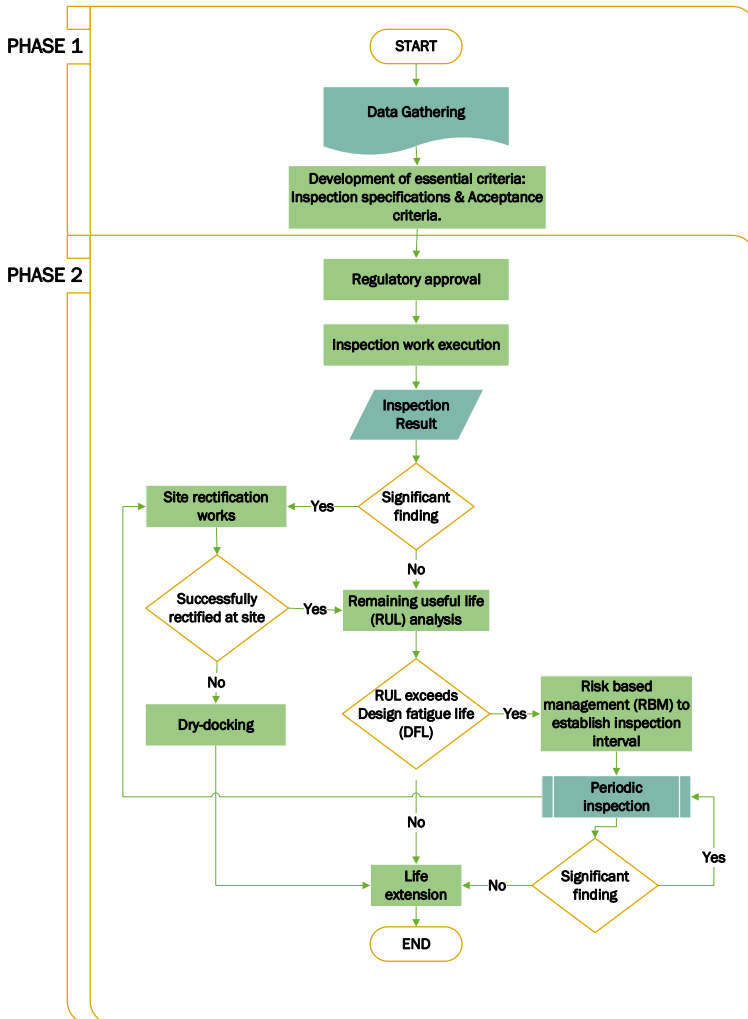 PHASE 1
START
Data Gathering
Development of essential criteria:
Inspection specifications & Acceptance
criteria.
PHASE 2
Regulatory approval
Inspection work execution
Inspection
Result
Significant
finding
Yes
Site rectification
works
No
Successfully
rectified at site
Yes
Remaining useful life
(RUL) analysis
No
Dry-docking
RUL exceeds
Design fatigue life
(DFL)
Yes
Risk based
management (RBM) to
establish inspection
interval
Periodic
inspection
No
Yes
Significant
finding
No
Life
extension
END